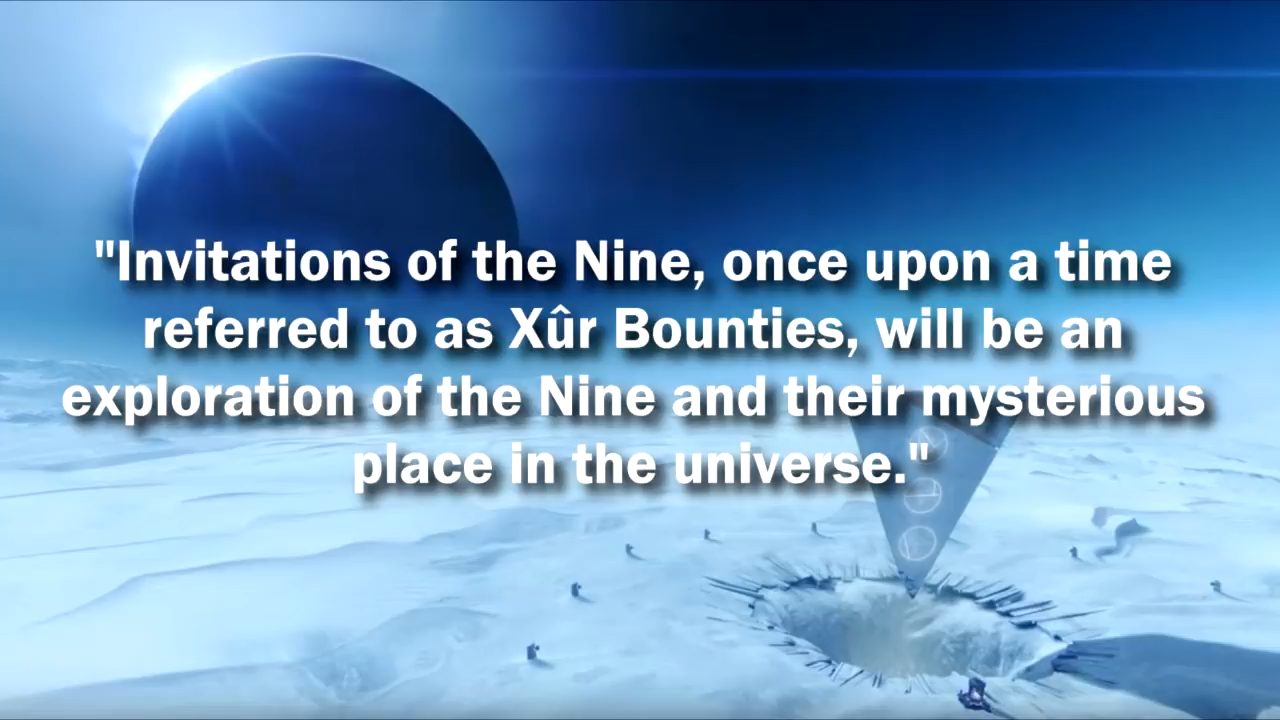 "Invitations of the Nine, once upon a time
referred to as Xûr Bounties, will be an
exploration of the Nine and their mysterious
place in the universe."